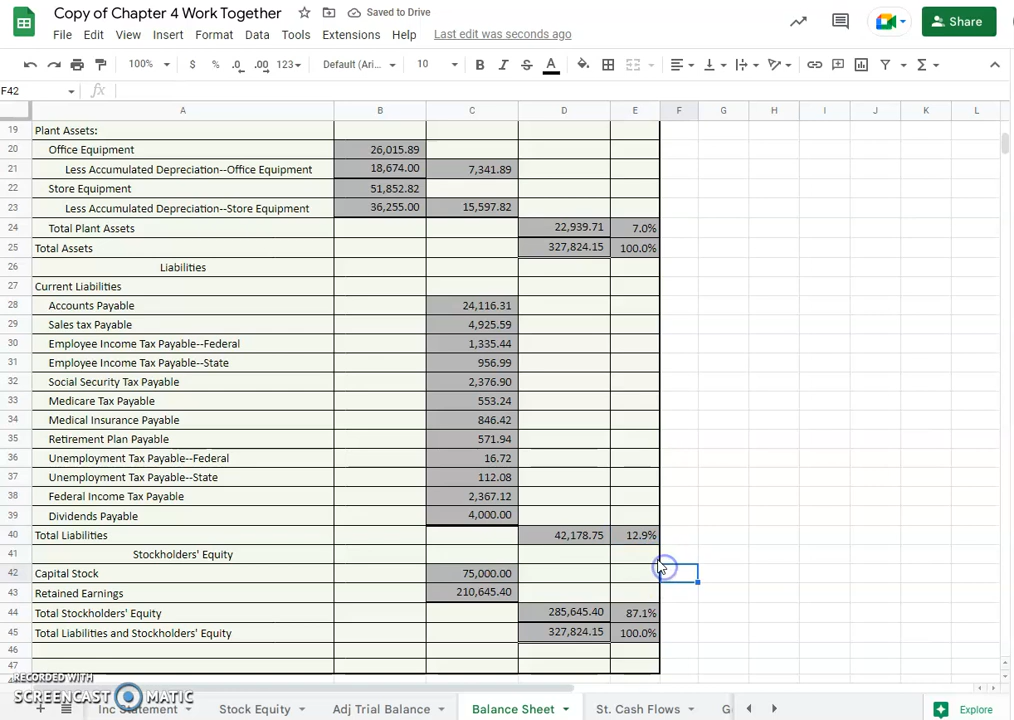 Copy of Chapter 4 Work Together Saved to Drive
File Edit View Insert Format Data Tools Extensions Help Last edit was seconds ago
Share
100% $ % .0 .00 123 Default (Ari... 10 B I S A
F42 fx
A B C D E F G H I J K L
19 Plant Assets:
20 Office Equipment 26,015.89
21 Less Accumulated Depreciation--Office Equipment 18,674.00 7,341.89
22 Store Equipment 51,852.82
23 Less Accumulated Depreciation--Store Equipment 36,255.00 15,597.82
24 Total Plant Assets 22,939.71 7.0%
25 Total Assets 327,824.15 100.0%
26 Liabilities
27 Current Liabilities
28 Accounts Payable 24,116.31
29 Sales tax Payable 4,925.59
30 Employee Income Tax Payable--Federal 1,335.44
31 Employee Income Tax Payable--State 956.99
32 Social Security Tax Payable 2,376.90
33 Medicare Tax Payable 553.24
34 Medical Insurance Payable 846.42
35 Retirement Plan Payable 571.94
36 Unemployment Tax Payable--Federal 16.72
37 Unemployment Tax Payable--State 112.08
38 Federal Income Tax Payable 2,367.12
39 Dividends Payable 4,000.00
40 Total Liabilities 42,178.75 12.9%
41 Stockholders' Equity
42 Capital Stock 75,000.00
43 Retained Earnings 210,645.40
44 Total Stockholders' Equity 285,645.40 87.1%
45 Total Liabilities and Stockholders' Equity 327,824.15 100.0%
46
47
RECORDED WITH
SCREENCAST MATIC
Inc Statement Stock Equity Adj Trial Balance Balance Sheet St. Cash Flows Explore